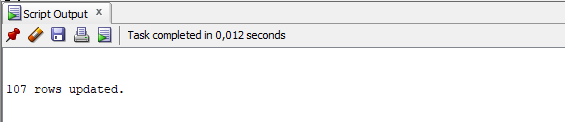 Script Output x
Task completed in 0,012 seconds
107 rows updated.